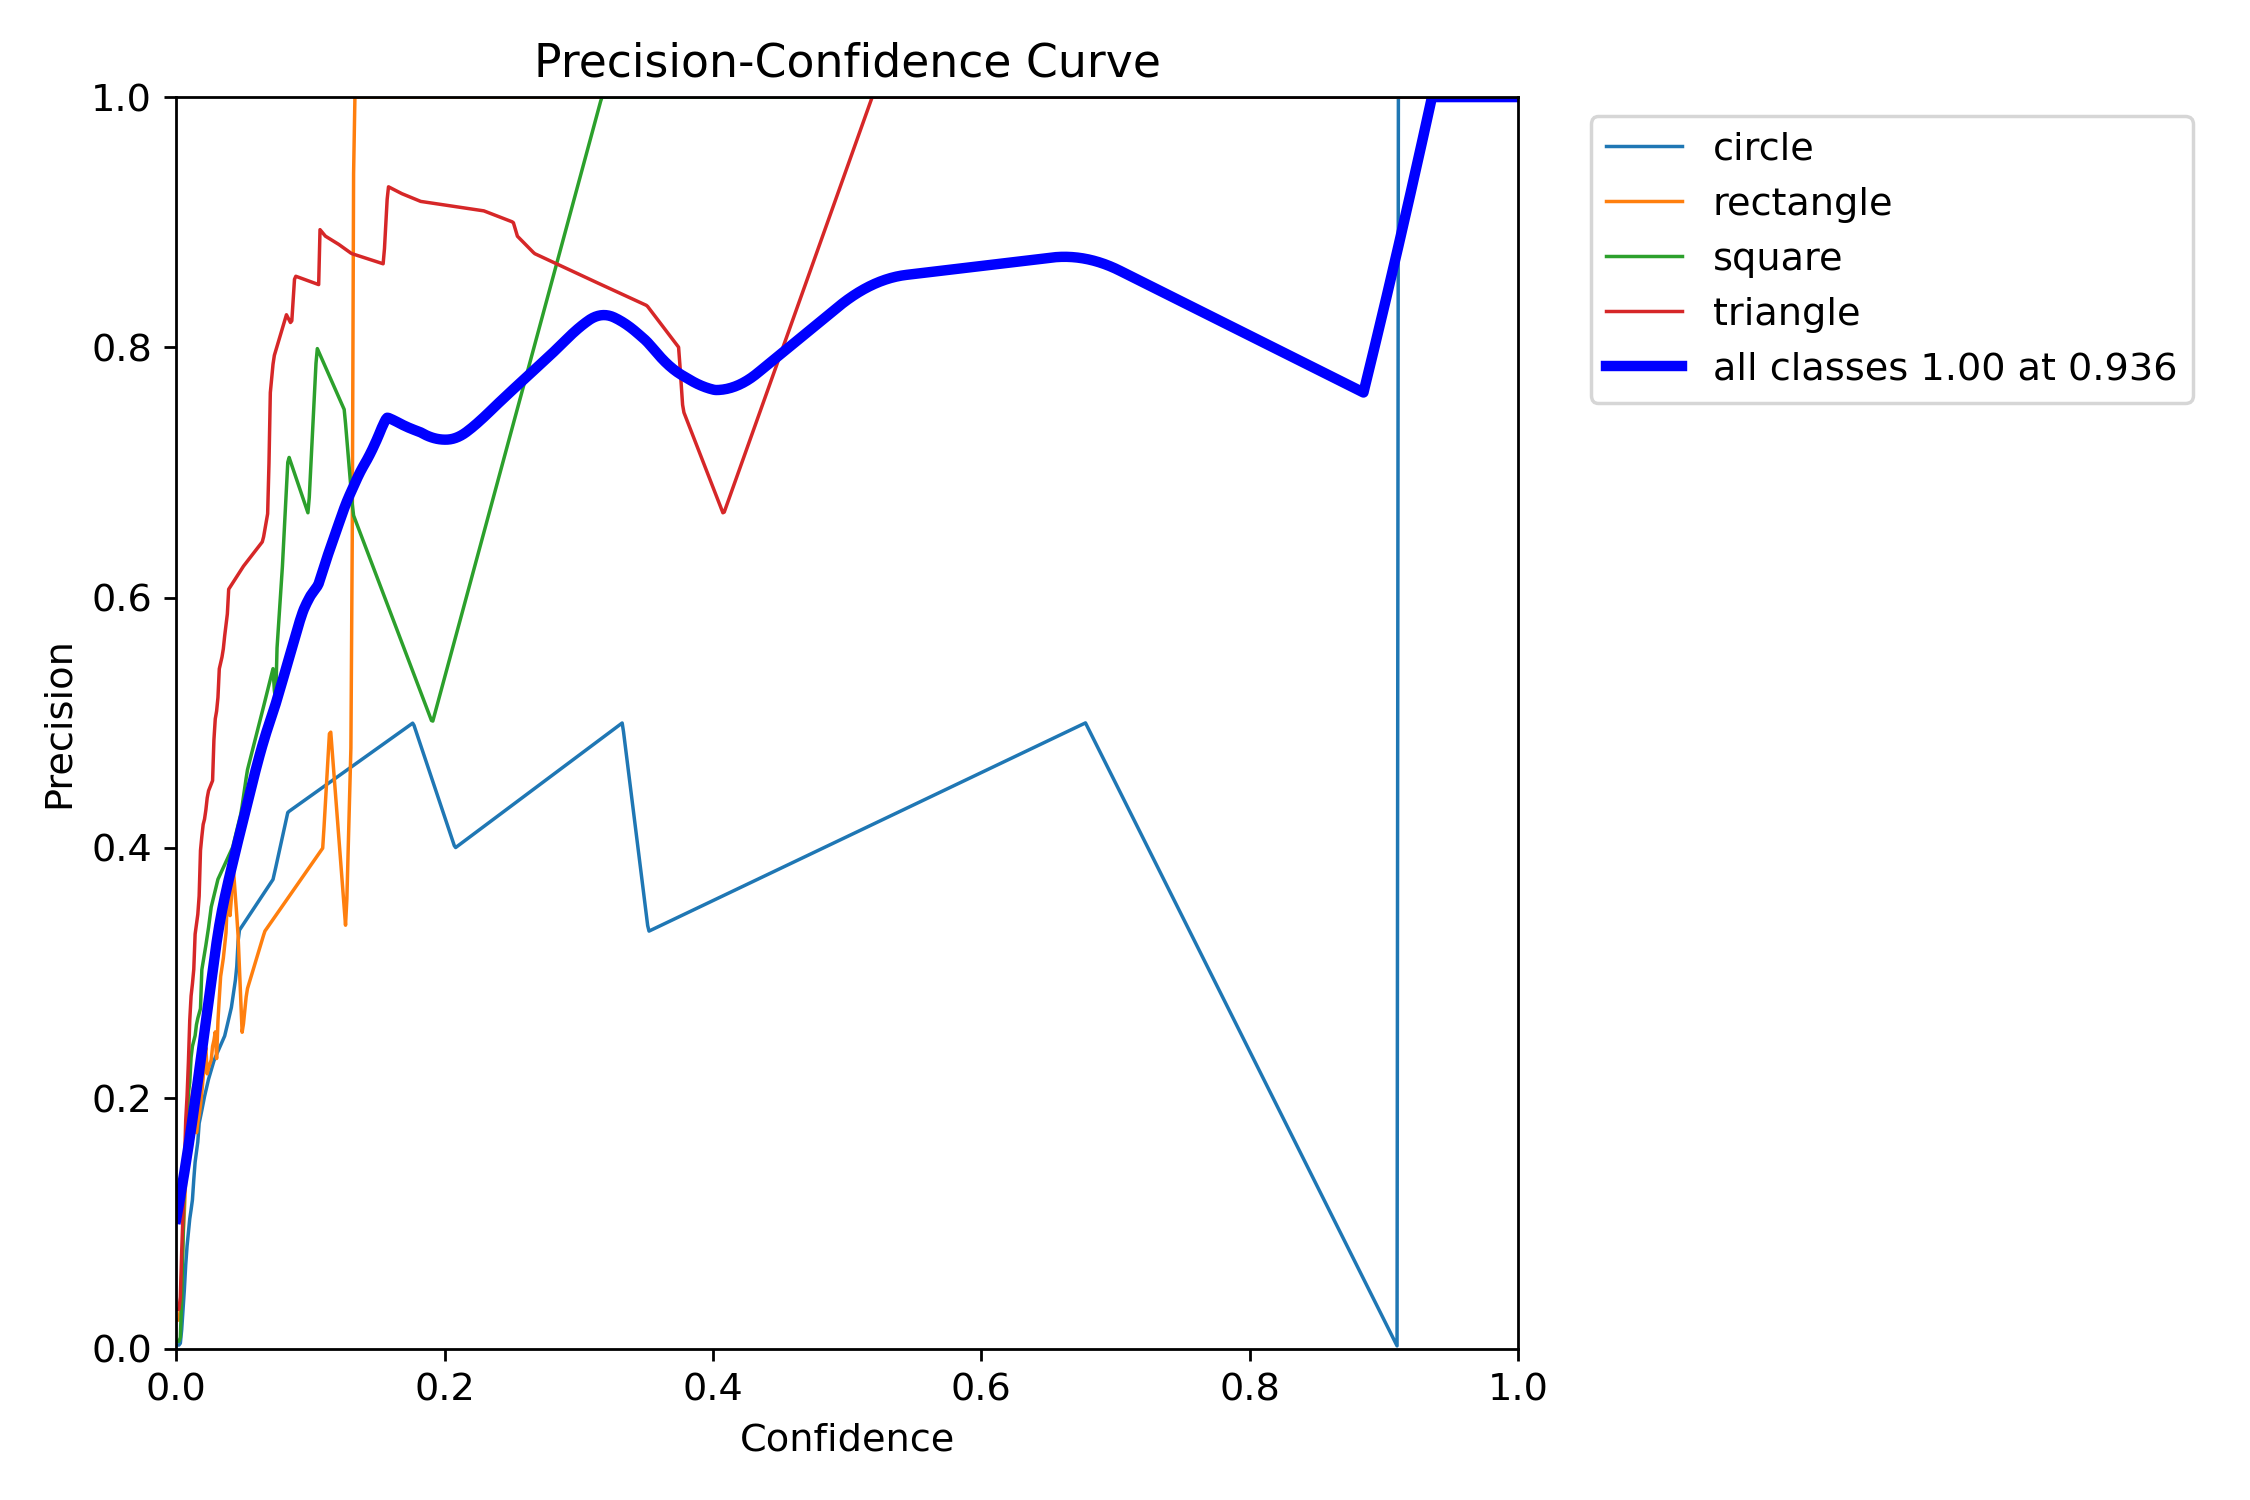 Precision-Confidence Curve
1.0
0.8
0.6
0.4
0.2
0.0
Precision
0.0 0.2 0.4 0.6 0.8 1.0
Confidence
circle
rectangle
square
triangle
all classes 1.00 at 0.936